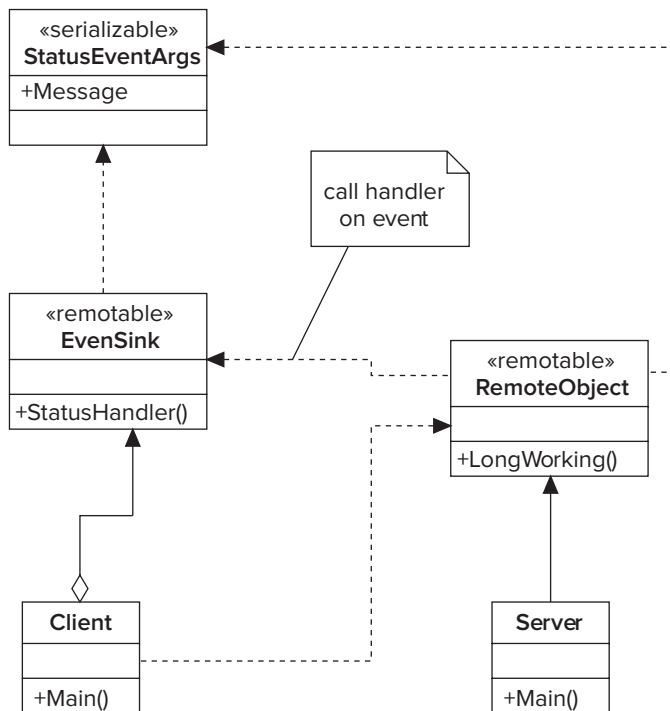 «serializable»
StatusEventArgs
+Message
call handler
on event
«remotable»
EvenSink
+StatusHandler()
«remotable»
RemoteObject
+LongWorking()
Client
+Main()
Server
+Main()